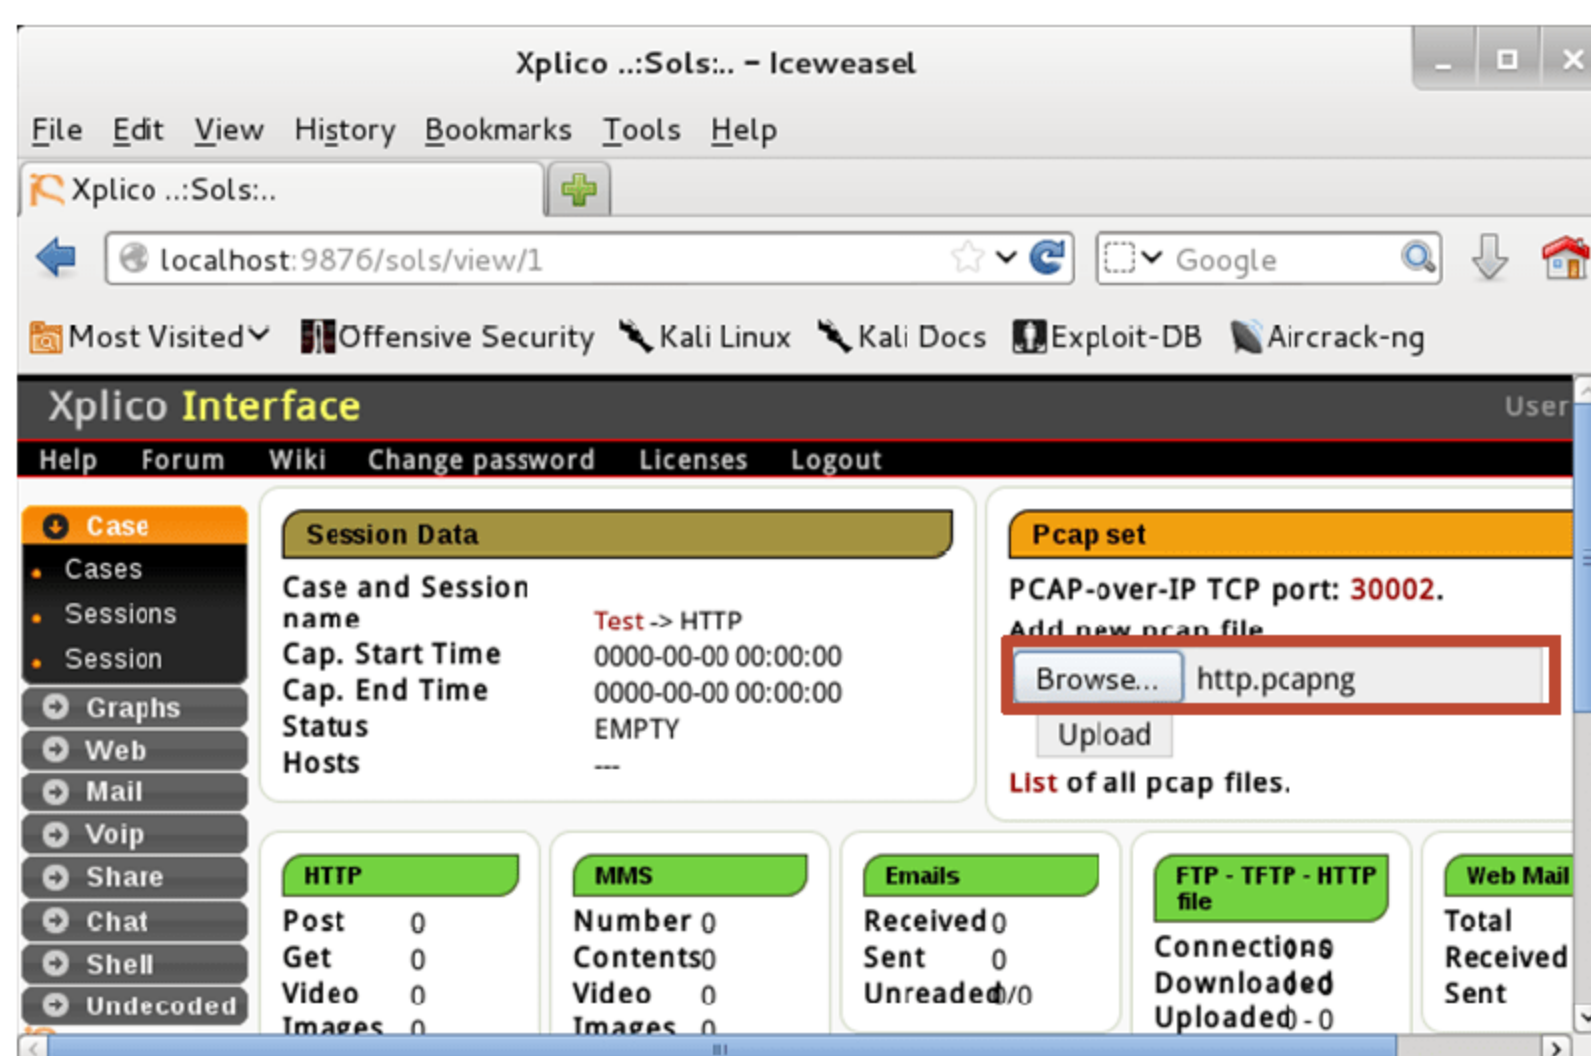 Xplico ..:Sols:.. – Iceweasel
File Edit View History Bookmarks Tools Help
Xplico ..:Sols:..
localhost:9876/sols/view/1 Google
Most Visited Offensive Security Kali Linux Kali Docs Exploit-DB Aircrack-ng
Xplico Interface User
Help Forum Wiki Change password Licenses Logout
Case
Cases
Sessions
Session
Graphs
Web
Mail
Voip
Share
Chat
Shell
Undecoded
Session Data
Case and Session name Test -> HTTP
Cap. Start Time 0000-00-00 00:00:00
Cap. End Time 0000-00-00 00:00:00
Status EMPTY
Hosts ---
Pcap set
PCAP-over-IP TCP port: 30002.
Add new pcap file
Browse... http.pcapng
Upload
List of all pcap files.
HTTP
Post 0
Get 0
Video 0
Images 0
MMS
Number 0
Contents 0
Video 0
Images 0
Emails
Received 0
Sent 0
Unreaded 0/0
FTP - TFTP - HTTP
file
Connections
Downloaded
Uploaded 0 - 0
Web Mail
Total
Received
Sent